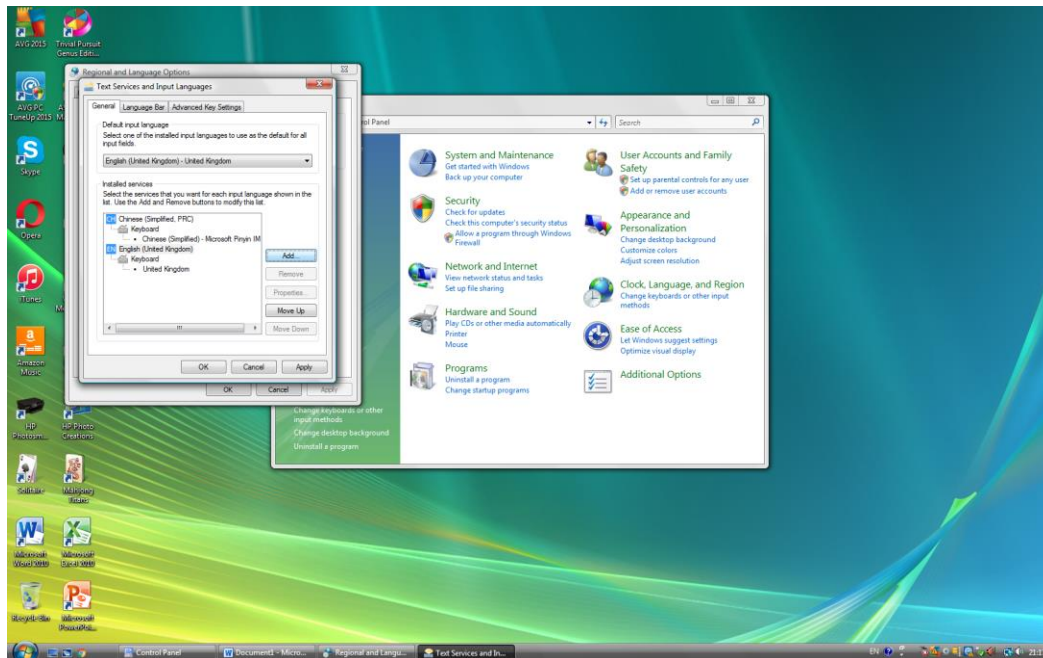 AVG 2015
Trivial Pursuit
Genius Editi...
AVG PC
TuneUp 2015
Skype
Opera
iTunes
Amazon
Music
HP
Photosm...
HP Photo
Creations
Solitaire
Mahjong
Titans
Microsoft
Word 2010
Microsoft
Excel 2010
Recycle Bin
Microsoft
PowerPoi...
Regional and Language Options
Text Services and Input Languages
General
Language Bar
Advanced Key Settings
Default input language
Select one of the installed input languages to use as the default for all
input fields.
English (United Kingdom) - United Kingdom
Installed services
Select the services that you want for each input language shown in the
list. Use the Add and Remove buttons to modify this list.
CH Chinese (Simplified, PRC)
Keyboard
Chinese (Simplified) - Microsoft Pinyin IM
EN English (United Kingdom)
Keyboard
United Kingdom
Add...
Remove
Properties...
Move Up
Move Down
OK
Cancel
Apply
OK
Cancel
Apply
rol Panel
Search
System and Maintenance
Get started with Windows
Back up your computer
Security
Check for updates
Check this computer's security status
Allow a program through Windows
Firewall
Network and Internet
View network status and tasks
Set up file sharing
Hardware and Sound
Play CDs or other media automatically
Printer
Mouse
Programs
Uninstall a program
Change startup programs
User Accounts and Family
Safety
Set up parental controls for any user
Add or remove user accounts
Appearance and
Personalization
Change desktop background
Customize colors
Adjust screen resolution
Clock, Language, and Region
Change keyboards or other input
methods
Ease of Access
Let Windows suggest settings
Optimize visual display
Additional Options
Change keyboards or other
input methods
Change desktop background
Uninstall a program
Control Panel
Document1 - Micro...
Regional and Langu...
Text Services and In...
EN